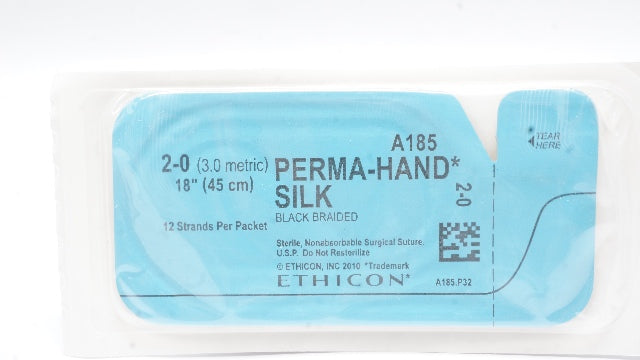 A185
2-0 (3.0 metric)
18" (45 cm)
12 Strands Per Packet
PERMA-HAND*
SILK
BLACK BRAIDED
2-0
Sterile, Nonabsorbable Surgical Suture,
U.S.P. Do Not Resterilize
© ETHICON, INC 2010 *Trademark
ETHICON*
A185.P32
TEAR
HERE